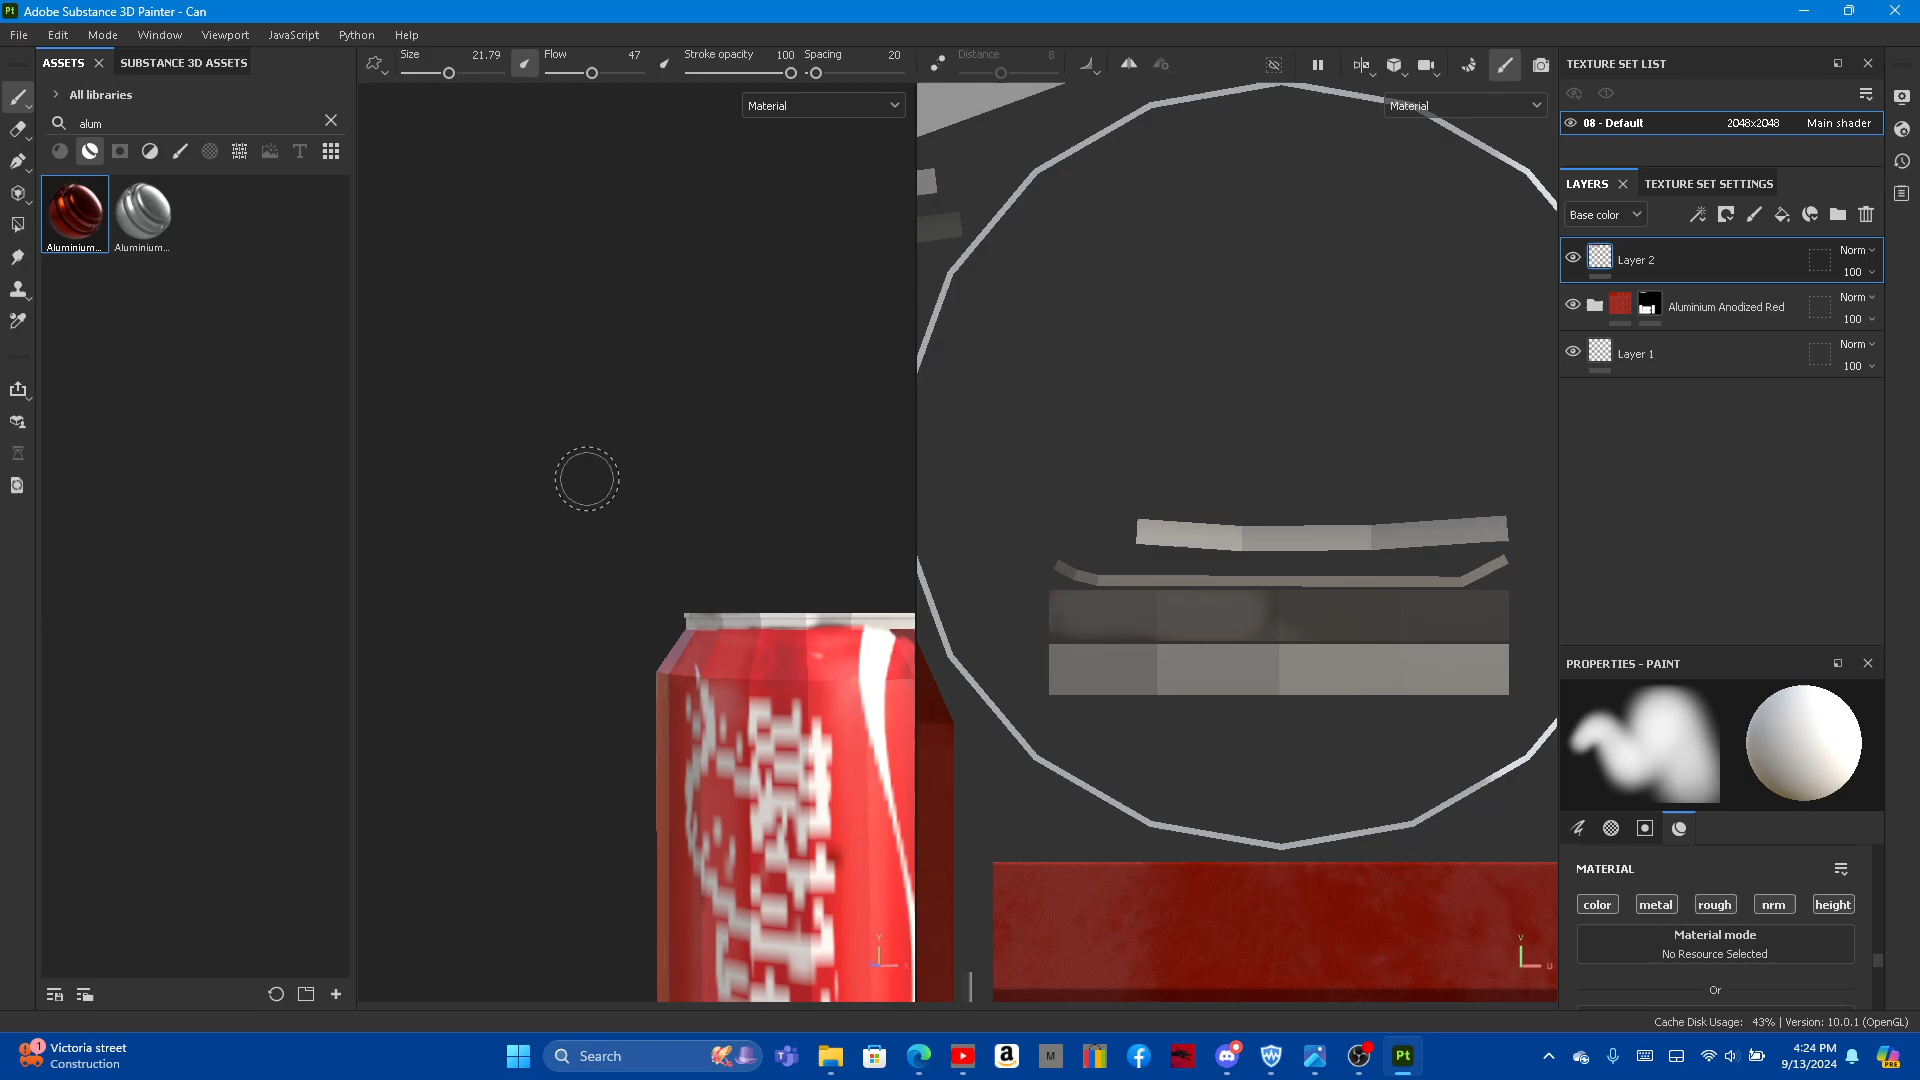 Adobe Substance 3D Painter - Can
File Edit Mode Window Viewport JavaScript Python Help
ASSETS SUBSTANCE 3D ASSETS
All libraries
alum
Aluminium... Aluminium...
Size 21.79 Flow 47 Stroke opacity 100 Spacing 20 Distance 8
Material
Material
Y
X
V
U
TEXTURE SET LIST
08 - Default 2048x2048 Main shader
LAYERS TEXTURE SET SETTINGS
Base color
Layer 2 Norm 100
Aluminium Anodized Red Norm 100
Layer 1 Norm 100
PROPERTIES - PAINT
MATERIAL
color metal rough nrm height
Material mode
No Resource Selected
Or
Cache Disk Usage: 43% | Version: 10.0.1 (OpenGL)
1 Victoria street
Construction
Search
Pt
4:24 PM
9/13/2024
PRE